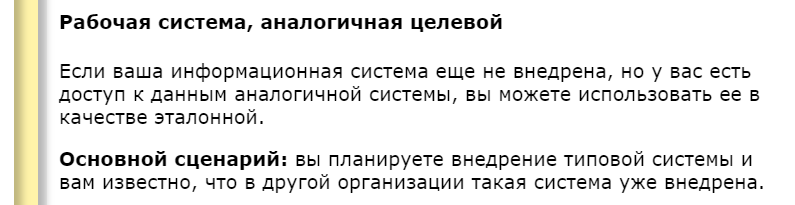 Рабочая система, аналогичная целевой
Если ваша информационная система еще не внедрена, но у вас есть
доступ к данным аналогичной системы, вы можете использовать ее в
качестве эталонной.
Основной сценарий: вы планируете внедрение типовой системы и
вам известно, что в другой организации такая система уже внедрена.